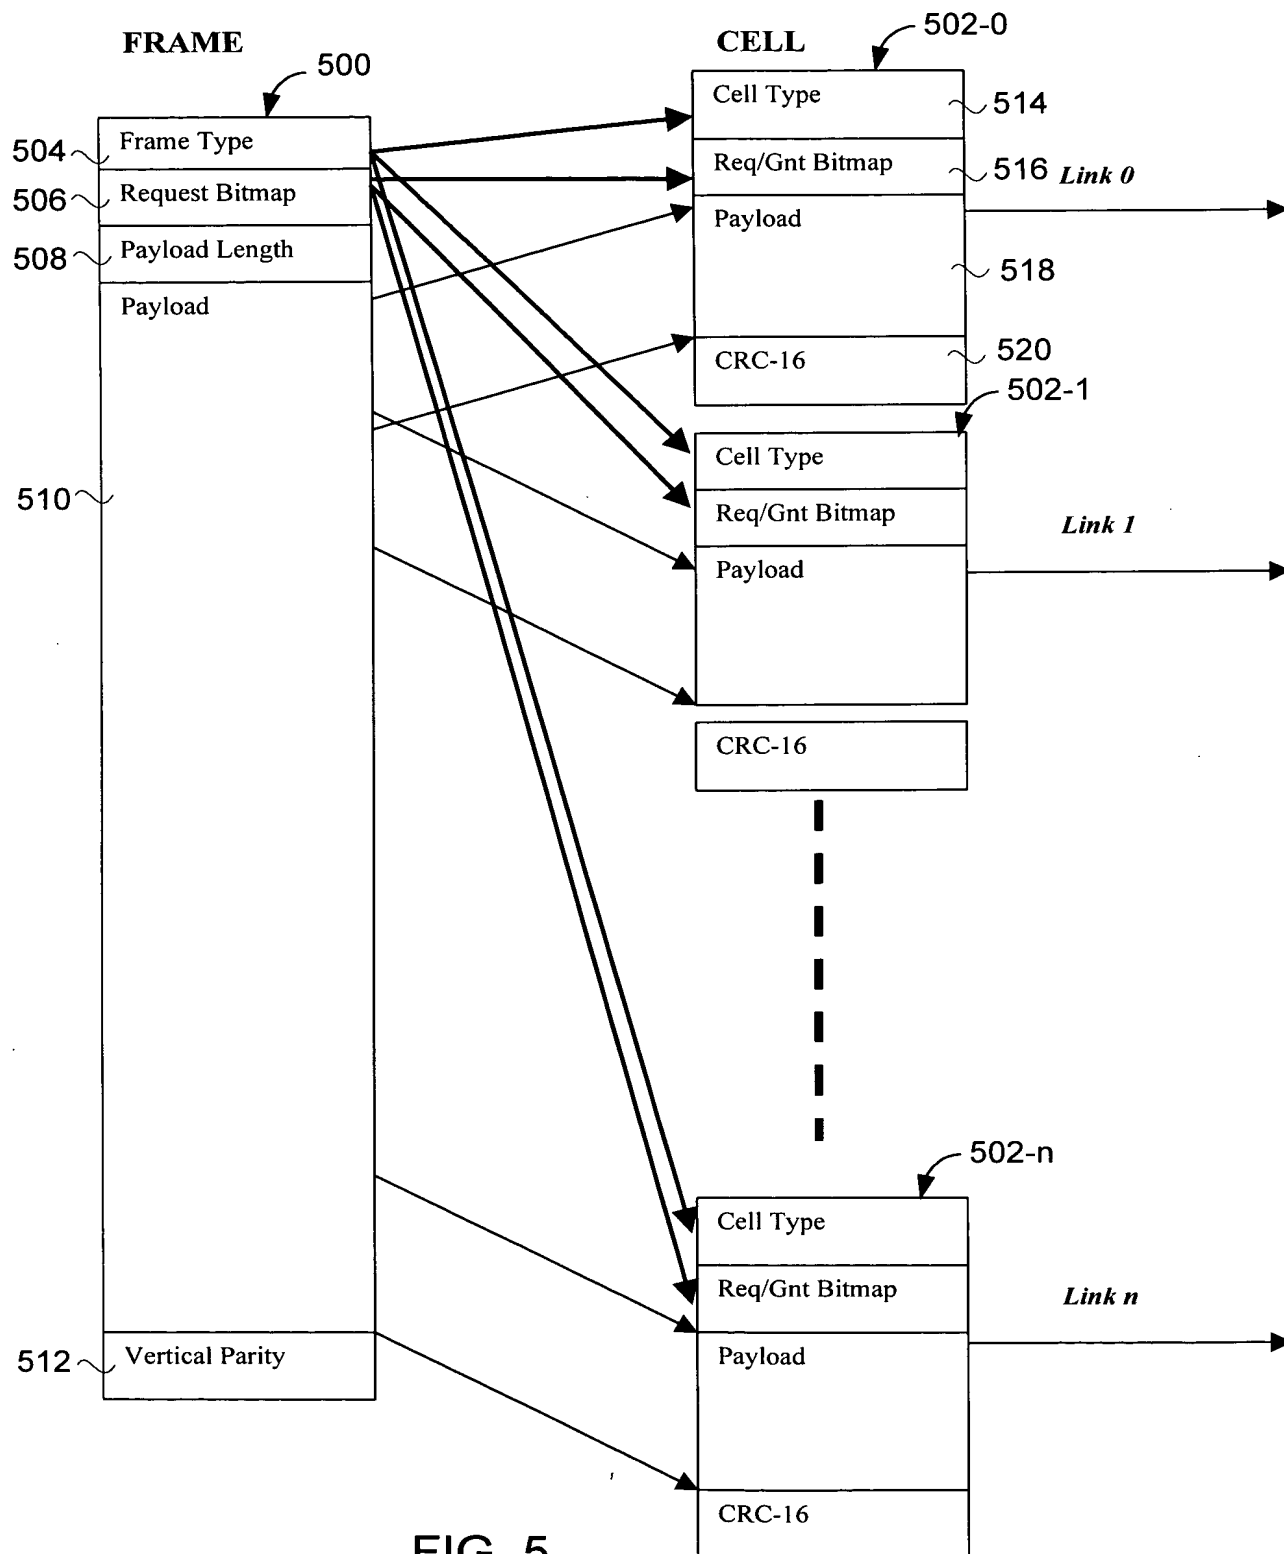 FRAME
500
504
Frame Type
506
Request Bitmap
508
Payload Length
Payload
510
512
Vertical Parity
CELL
502-0
Cell Type
514
Req/Gnt Bitmap
516
Link 0
Payload
518
CRC-16
520
502-1
Cell Type
Req/Gnt Bitmap
Link 1
Payload
CRC-16
502-n
Cell Type
Req/Gnt Bitmap
Link n
Payload
CRC-16
FIG. 5